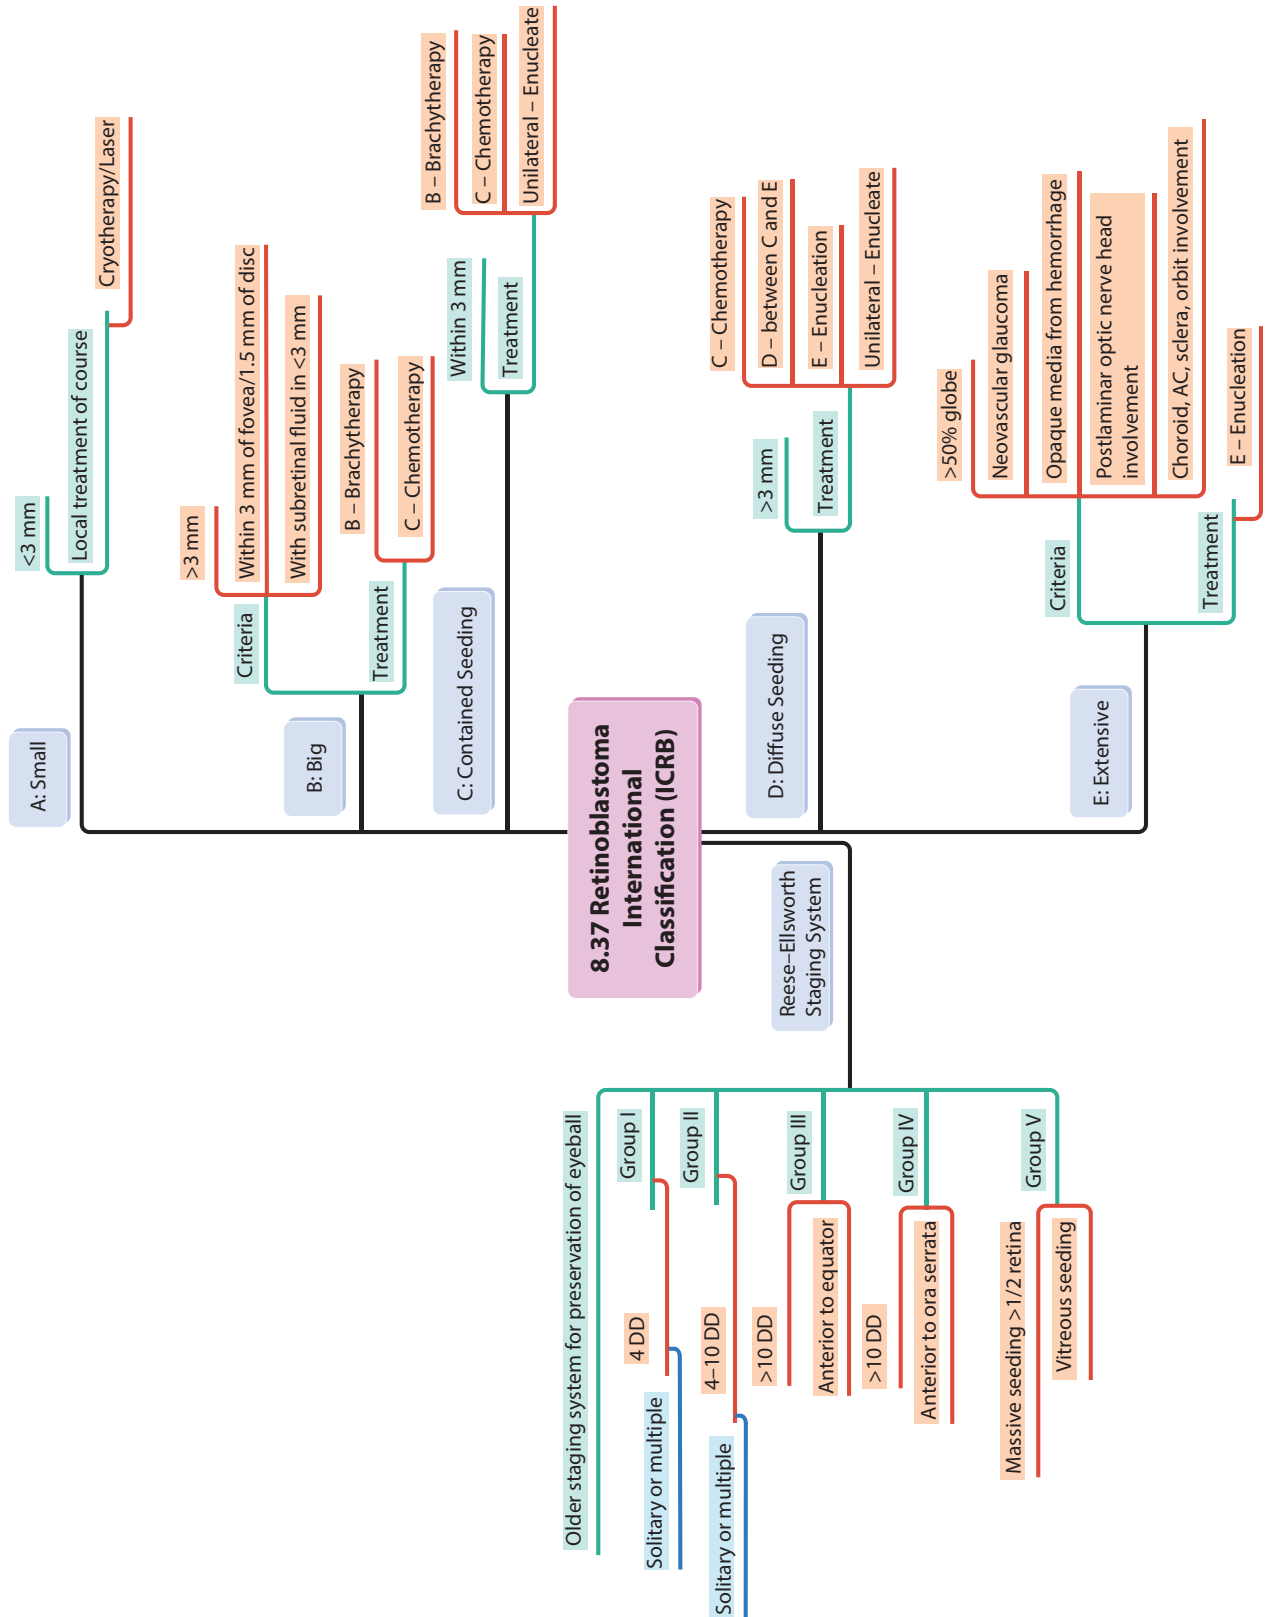 8.37 Retinoblastoma
International
Classification (ICRB)
A: Small
<3 mm
Local treatment of course
Cryotherapy/Laser
B: Big
Criteria
>3 mm
Within 3 mm of fovea/1.5 mm of disc
With subretinal fluid in <3 mm
Treatment
B – Brachytherapy
C – Chemotherapy
C: Contained Seeding
Within 3 mm
Treatment
B – Brachytherapy
C – Chemotherapy
Unilateral – Enucleate
D: Diffuse Seeding
>3 mm
Treatment
C – Chemotherapy
D – between C and E
E – Enucleation
Unilateral – Enucleate
E: Extensive
Criteria
>50% globe
Neovascular glaucoma
Opaque media from hemorrhage
Postlaminar optic nerve head
involvement
Choroid, AC, sclera, orbit involvement
Treatment
E – Enucleation
Reese–Ellsworth
Staging System
Older staging system for preservation of eyeball
Group I
4 DD
Solitary or multiple
Group II
4–10 DD
Solitary or multiple
Group III
>10 DD
Anterior to equator
Group IV
>10 DD
Anterior to ora serrata
Group V
Massive seeding >1/2 retina
Vitreous seeding